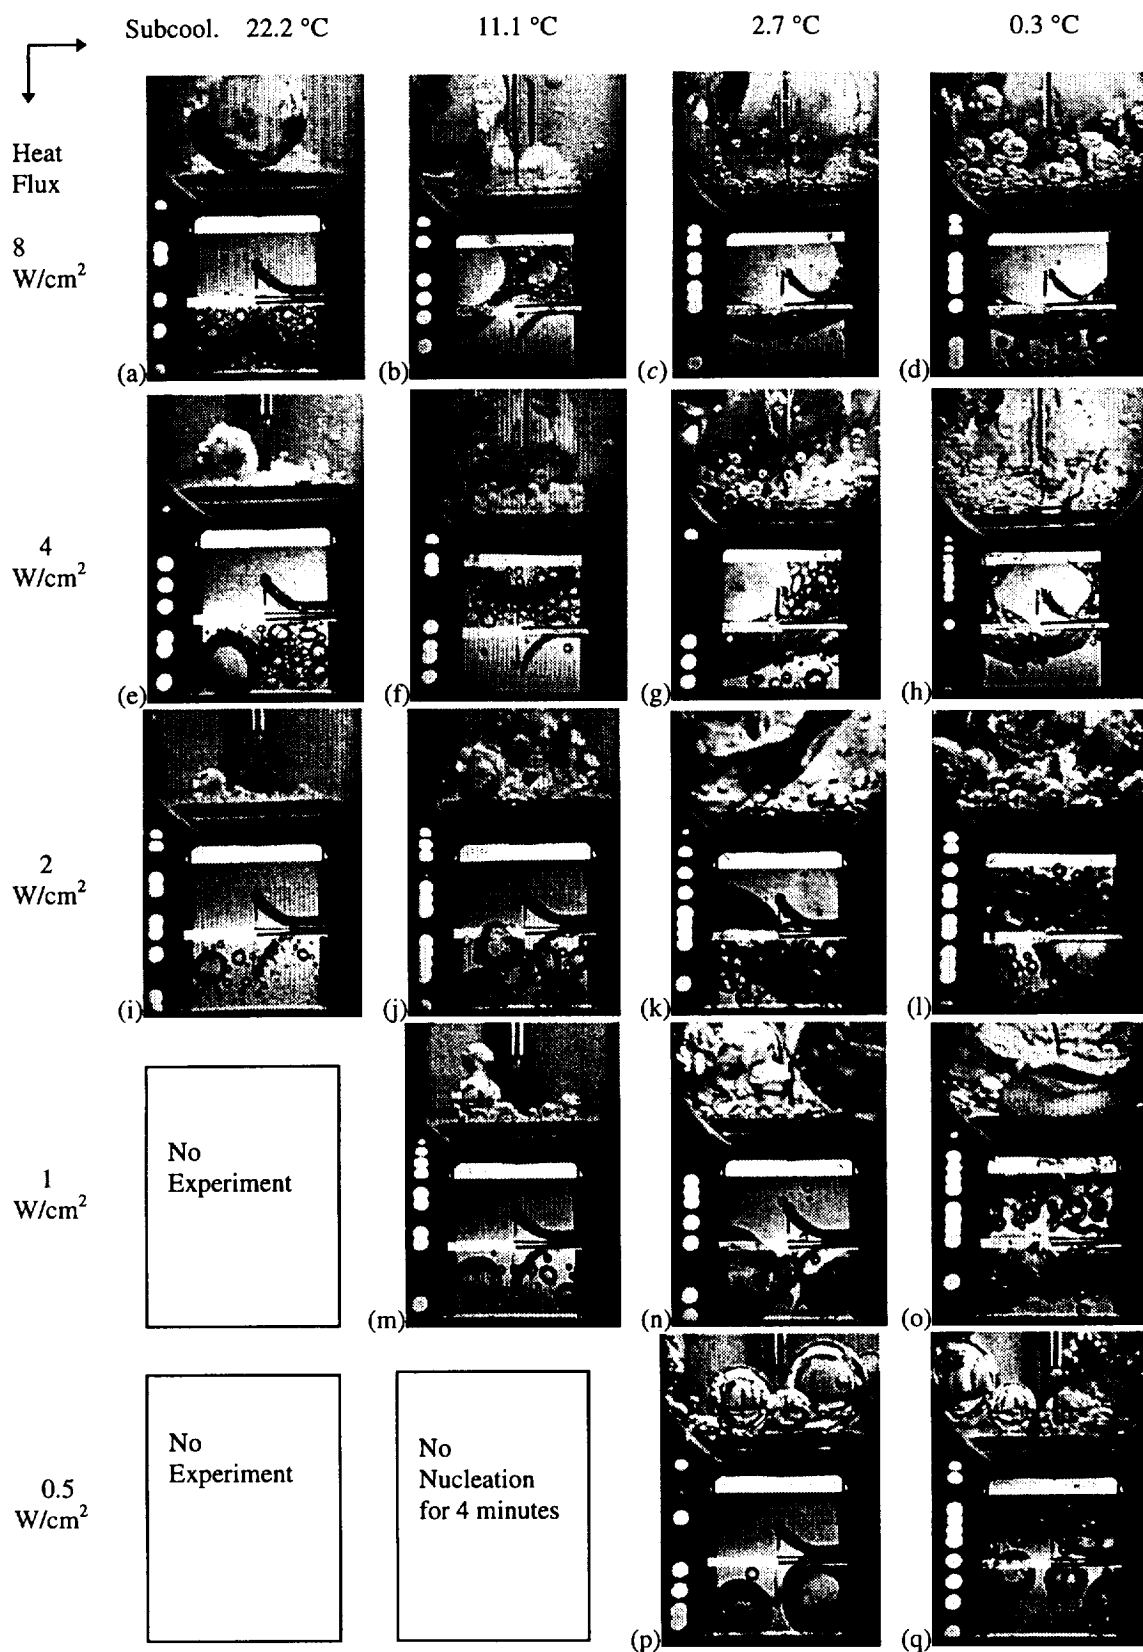 Subcool. 22.2 °C 11.1 °C 2.7 °C 0.3 °C
Heat
Flux
8
W/cm²
(a) (b) (c) (d)
4
W/cm²
(e) (f) (g) (h)
2
W/cm²
(i) (j) (k) (l)
No
Experiment
1
W/cm²
(m) (n) (o)
No
Experiment
No
Nucleation
for 4 minutes
0.5
W/cm²
(p) (q)